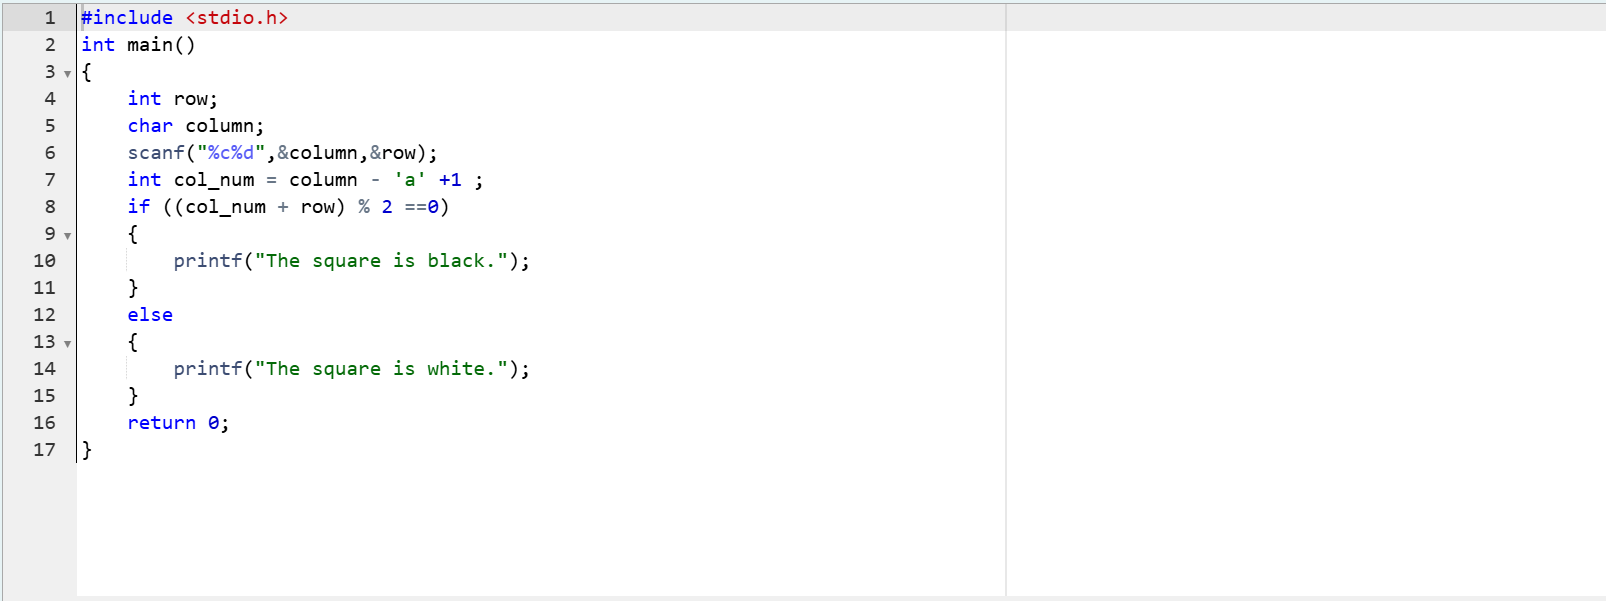 1 #include <stdio.h>
2 int main()
3 {
4     int row;
5     char column;
6     scanf("%c%d",&column,&row);
7     int col_num = column - 'a' +1 ;
8     if ((col_num + row) % 2 ==0)
9     {
10         printf("The square is black.");
11     }
12     else
13     {
14         printf("The square is white.");
15     }
16     return 0;
17 }